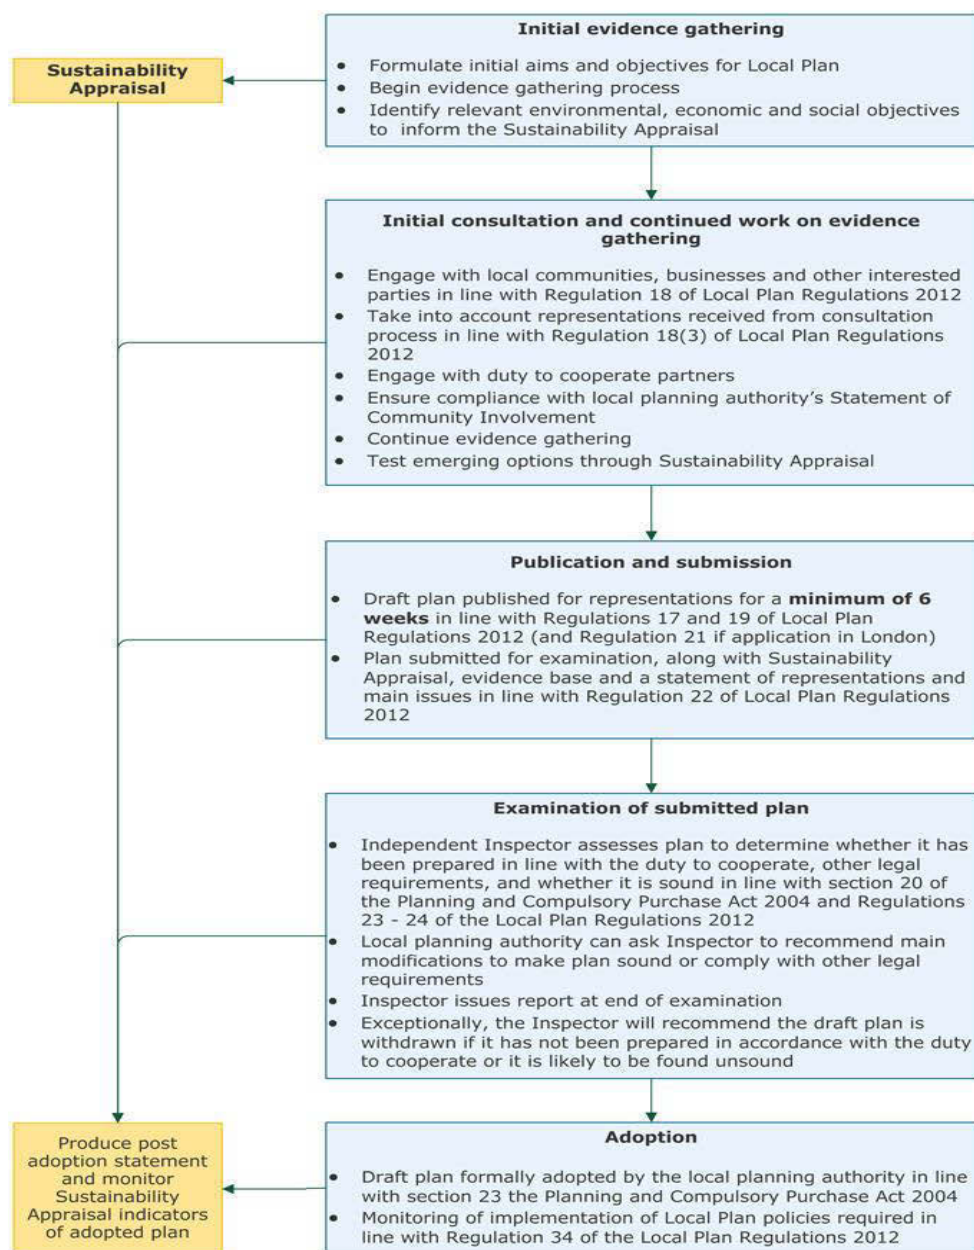 Initial evidence gathering
• Formulate initial aims and objectives for Local Plan
• Begin evidence gathering process
• Identify relevant environmental, economic and social objectives
to inform the Sustainability Appraisal
Sustainability
Appraisal
Initial consultation and continued work on evidence
gathering
• Engage with local communities, businesses and other interested
parties in line with Regulation 18 of Local Plan Regulations 2012
• Take into account representations received from consultation
process in line with Regulation 18(3) of Local Plan Regulations
2012
• Engage with duty to cooperate partners
• Ensure compliance with local planning authority's Statement of
Community Involvement
• Continue evidence gathering
• Test emerging options through Sustainability Appraisal
Publication and submission
• Draft plan published for representations for a minimum of 6
weeks in line with Regulations 17 and 19 of Local Plan
Regulations 2012 (and Regulation 21 if application in London)
• Plan submitted for examination, along with Sustainability
Appraisal, evidence base and a statement of representations and
main issues in line with Regulation 22 of Local Plan Regulations
2012
Examination of submitted plan
• Independent Inspector assesses plan to determine whether it has
been prepared in line with the duty to cooperate, other legal
requirements, and whether it is sound in line with section 20 of
the Planning and Compulsory Purchase Act 2004 and Regulations
23 - 24 of the Local Plan Regulations 2012
• Local planning authority can ask Inspector to recommend main
modifications to make plan sound or comply with other legal
requirements
• Inspector issues report at end of examination
• Exceptionally, the Inspector will recommend the draft plan is
withdrawn if it has not been prepared in accordance with the duty
to cooperate or it is likely to be found unsound
Adoption
• Draft plan formally adopted by the local planning authority in line
with section 23 the Planning and Compulsory Purchase Act 2004
• Monitoring of implementation of Local Plan policies required in
line with Regulation 34 of the Local Plan Regulations 2012
Produce post
adoption statement
and monitor
Sustainability
Appraisal indicators
of adopted plan